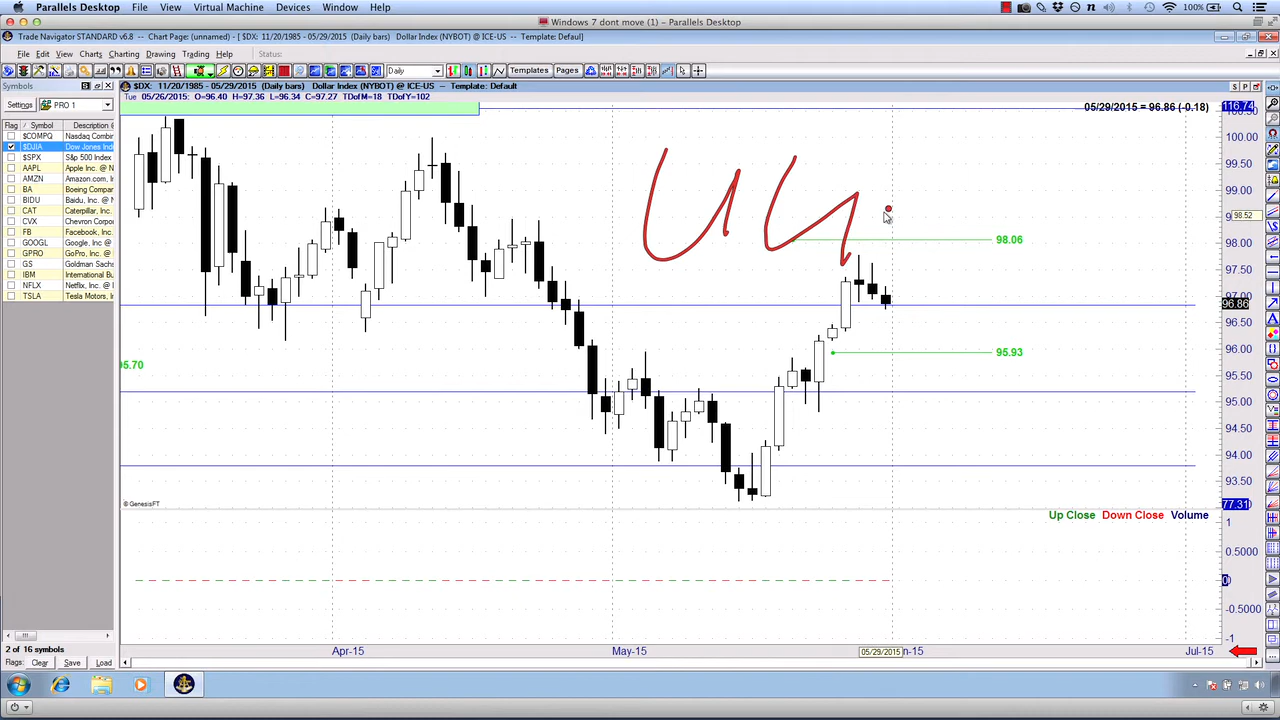 Parallels Desktop File View Virtual Machine Devices Window Help 100%
Windows 7 dont move (1) - Parallels Desktop
Trade Navigator STANDARD v6.8 - Chart Page: (unnamed) - [ $DX: 11/20/1985 - 05/29/2015 (Daily bars) Dollar Index (NYBOT) @ ICE-US - Template: Default]
File Edit View Charts Charting Drawing Trading Help Status:
Daily Templates Pages
Symbols
$DX: 11/20/1985 - 05/29/2015 (Daily bars) Dollar Index (NYBOT) @ ICE-US - Template: Default S P
Tue 05/26/2015: O=96.40 H=97.36 L=96.34 C=97.27 TDofM=18 TDofY=102
Settings PRO 1
05/29/2015 = 96.86 (-0.18)
116.74
Flag Symbol Description
$COMPQ Nasdaq Comb
$DJIA Dow Jones Ind
$SPX S&p 500 Index
AAPL Apple Inc. @
AMZN Amazon.com
BA Boeing Compa
BIDU Baidu, Inc. @
CAT Caterpillar, In
CVX Chevron Corpo
FB Facebook, Inc
GOOGL Google Inc. @
GPRO GoPro, Inc. @
GS Goldman Sach
IBM International B
NFLX Netflix, Inc. @
TSLA Tesla Motors, In
100.00
99.50
99.00
98.52
98.00
97.50
96.86
96.50
96.00
95.50
95.00
94.50
94.00
93.50
77.31
98.06
95.93
95.70
© GenesisFT
Up Close Down Close Volume
1
0.5000
0
-0.5000
-1
Apr-15 May-15 05/29/2015 n-15 Jul-15
2 of 16 symbols
Flags: Clear Save Load